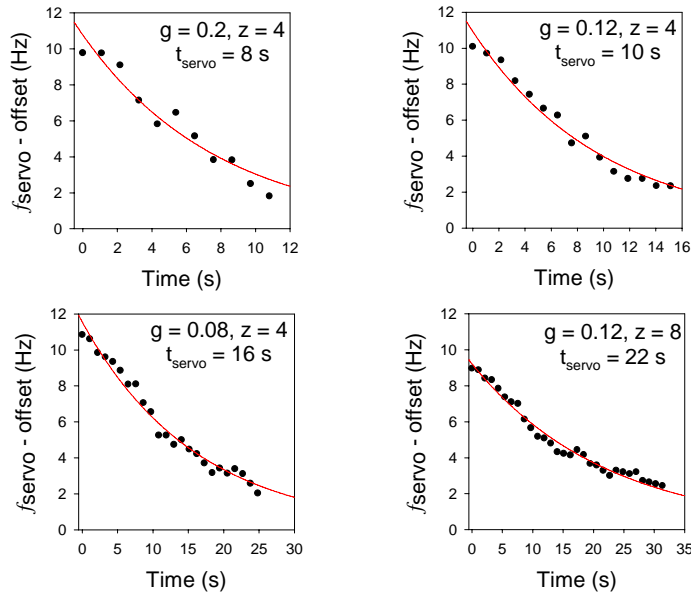 g = 0.2, z = 4
t_servo = 8 s
fservo - offset (Hz)
12
10
8
6
4
2
0
0 2 4 6 8 10 12
Time (s)
g = 0.12, z = 4
t_servo = 10 s
fservo - offset (Hz)
12
10
8
6
4
2
0
0 2 4 6 8 10 12 14 16
Time (s)
g = 0.08, z = 4
t_servo = 16 s
fservo - offset (Hz)
12
10
8
6
4
2
0
0 5 10 15 20 25 30
Time (s)
g = 0.12, z = 8
t_servo = 22 s
fservo - offset (Hz)
12
10
8
6
4
2
0
0 5 10 15 20 25 30 35
Time (s)